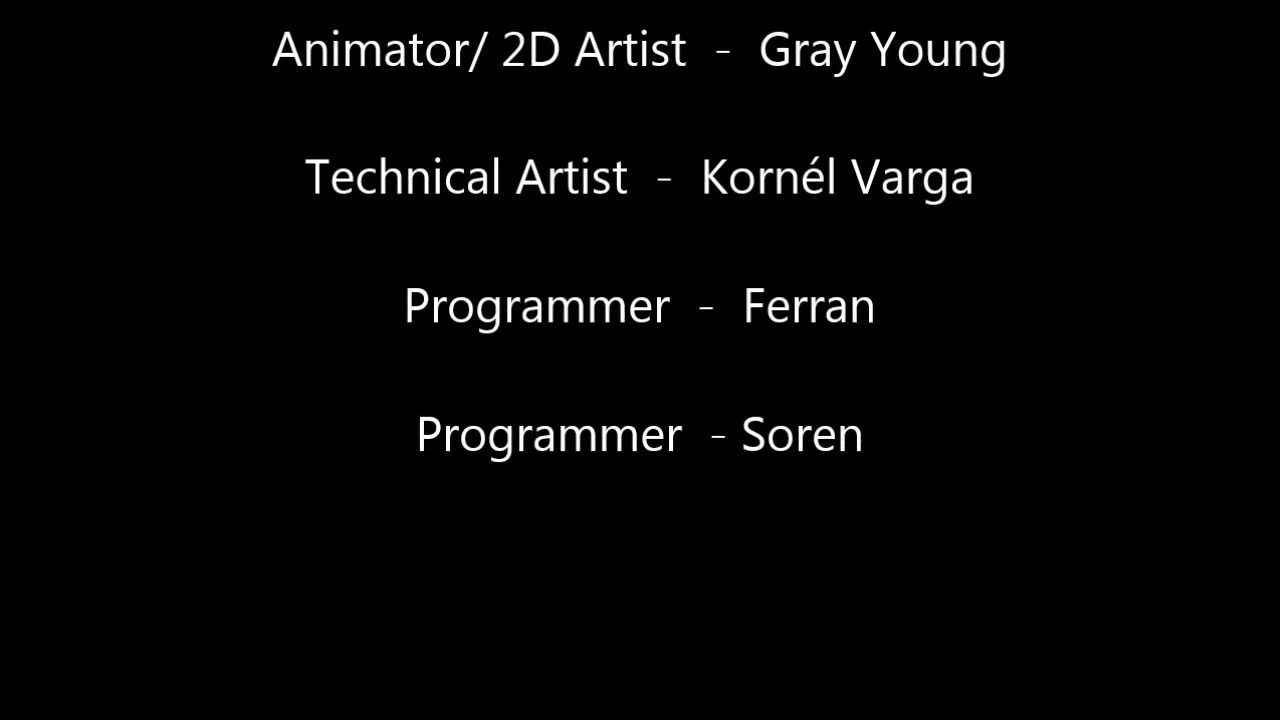 Animator/ 2D Artist  -  Gray Young
Technical Artist  -  Kornél Varga
Programmer  -  Ferran
Programmer  - Soren